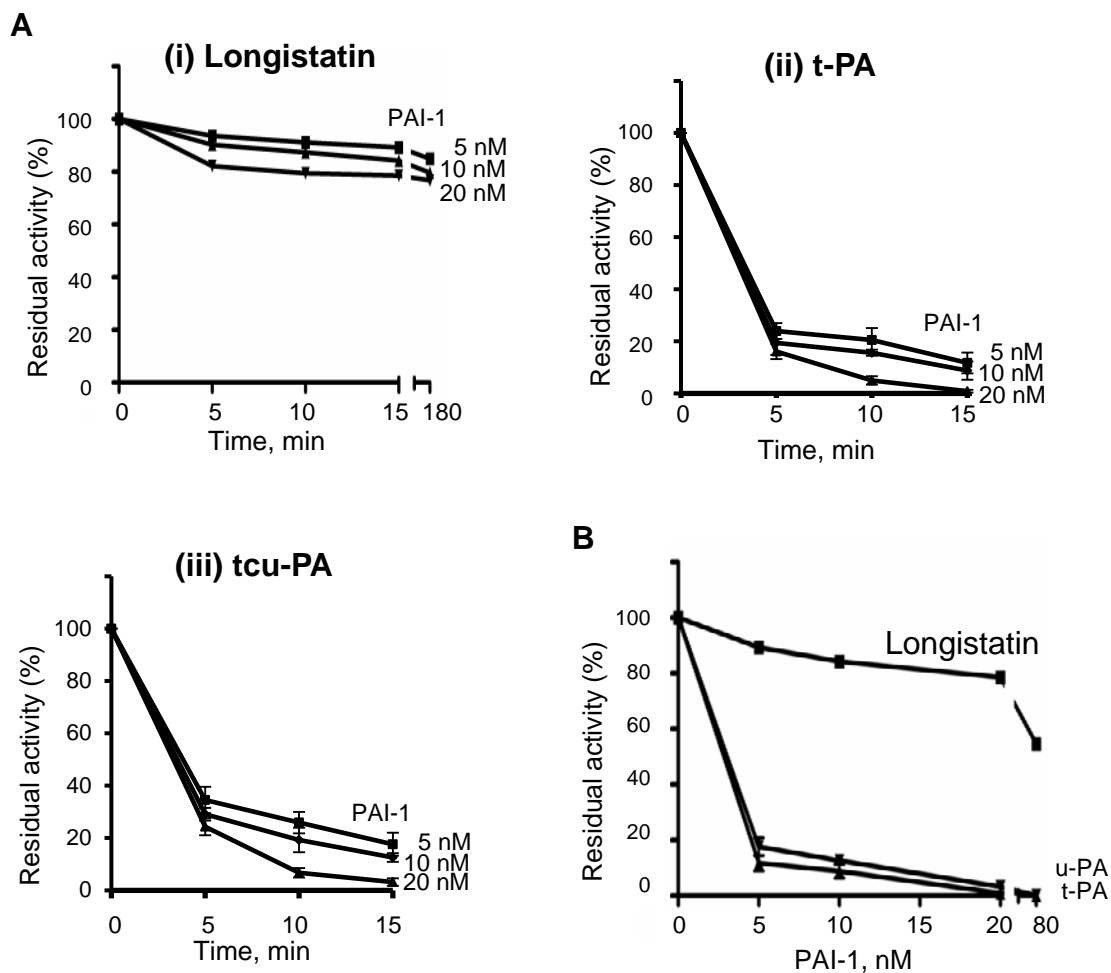 A
(i) Longistatin
Residual activity (%)
100
80
60
40
20
0
PAI-1
5 nM
10 nM
20 nM
0 5 10 15 180
Time, min
(ii) t-PA
Residual activity (%)
100
80
60
40
20
0
PAI-1
5 nM
10 nM
20 nM
0 5 10 15
Time, min
(iii) tcu-PA
Residual activity (%)
100
80
60
40
20
0
PAI-1
5 nM
10 nM
20 nM
0 5 10 15
Time, min
B
Residual activity (%)
100
80
60
40
20
0
Longistatin
u-PA
t-PA
0 5 10 15 20 80
PAI-1, nM